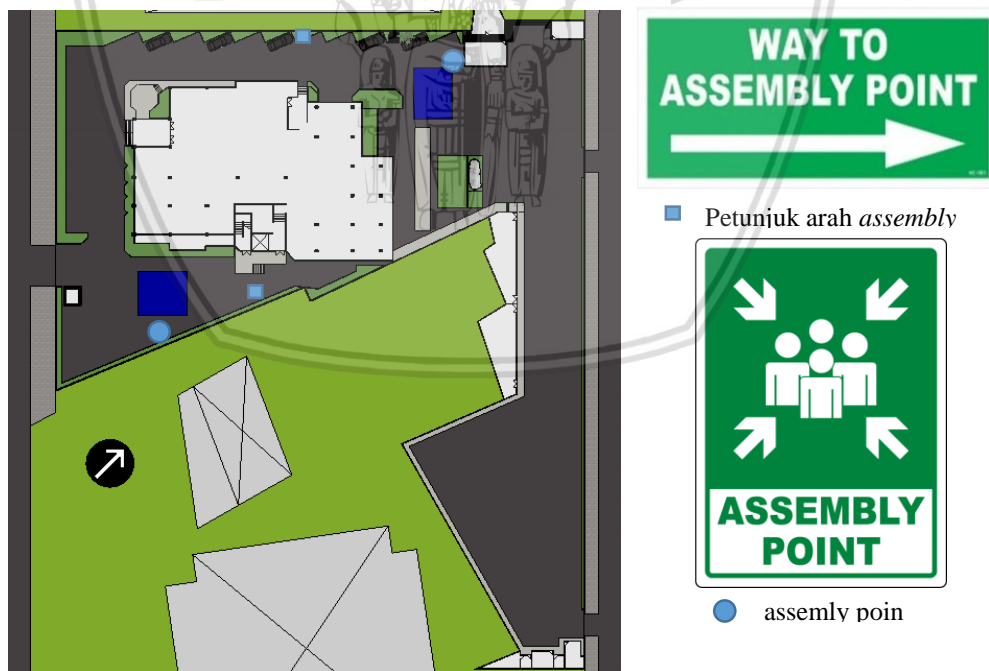 WAY TO
ASSEMBLY POINT
Petunjuk arah assembly
ASSEMBLY
POINT
assemly poin